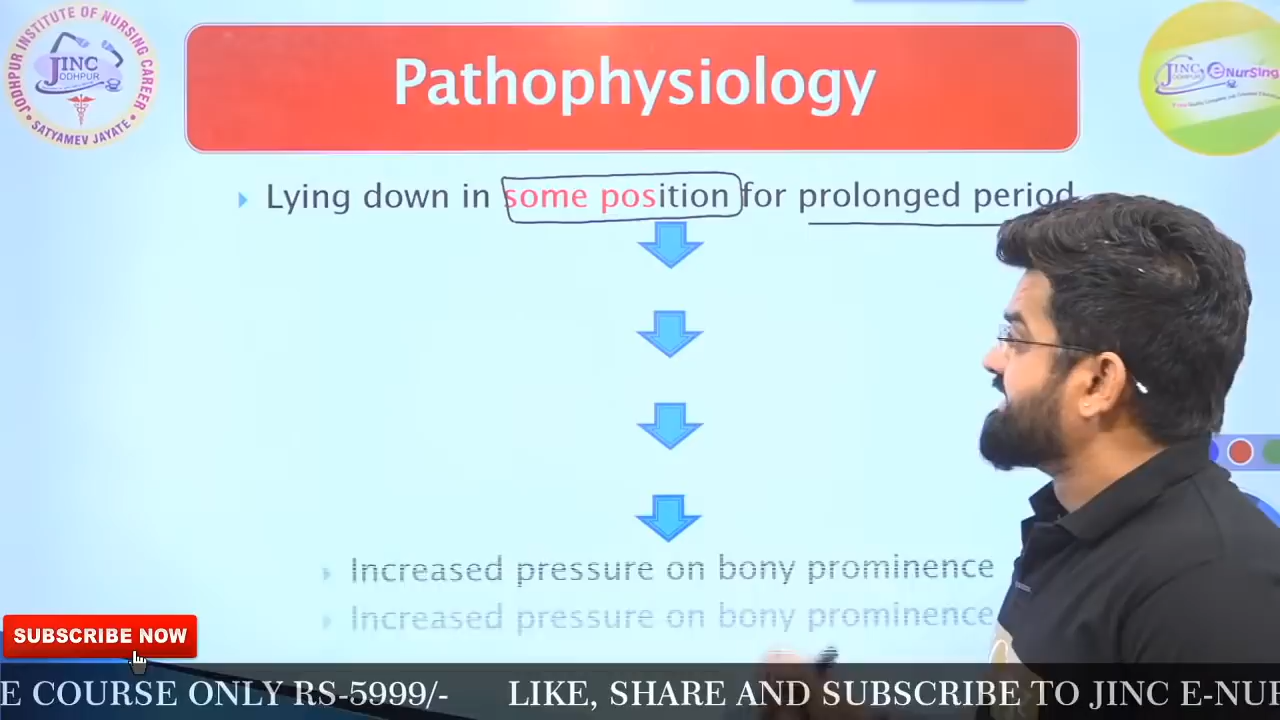 JODHPUR INSTITUTE OF NURSING CAREER
JINC
JODHPUR
SATYAMEV JAYATE
Pathophysiology
JINC
eNursing
Lying down in some position for prolonged period
Increased pressure on bony prominence
Increased pressure on bony prominence
SUBSCRIBE NOW
E COURSE ONLY RS-5999/- LIKE, SHARE AND SUBSCRIBE TO JINC E-NUR